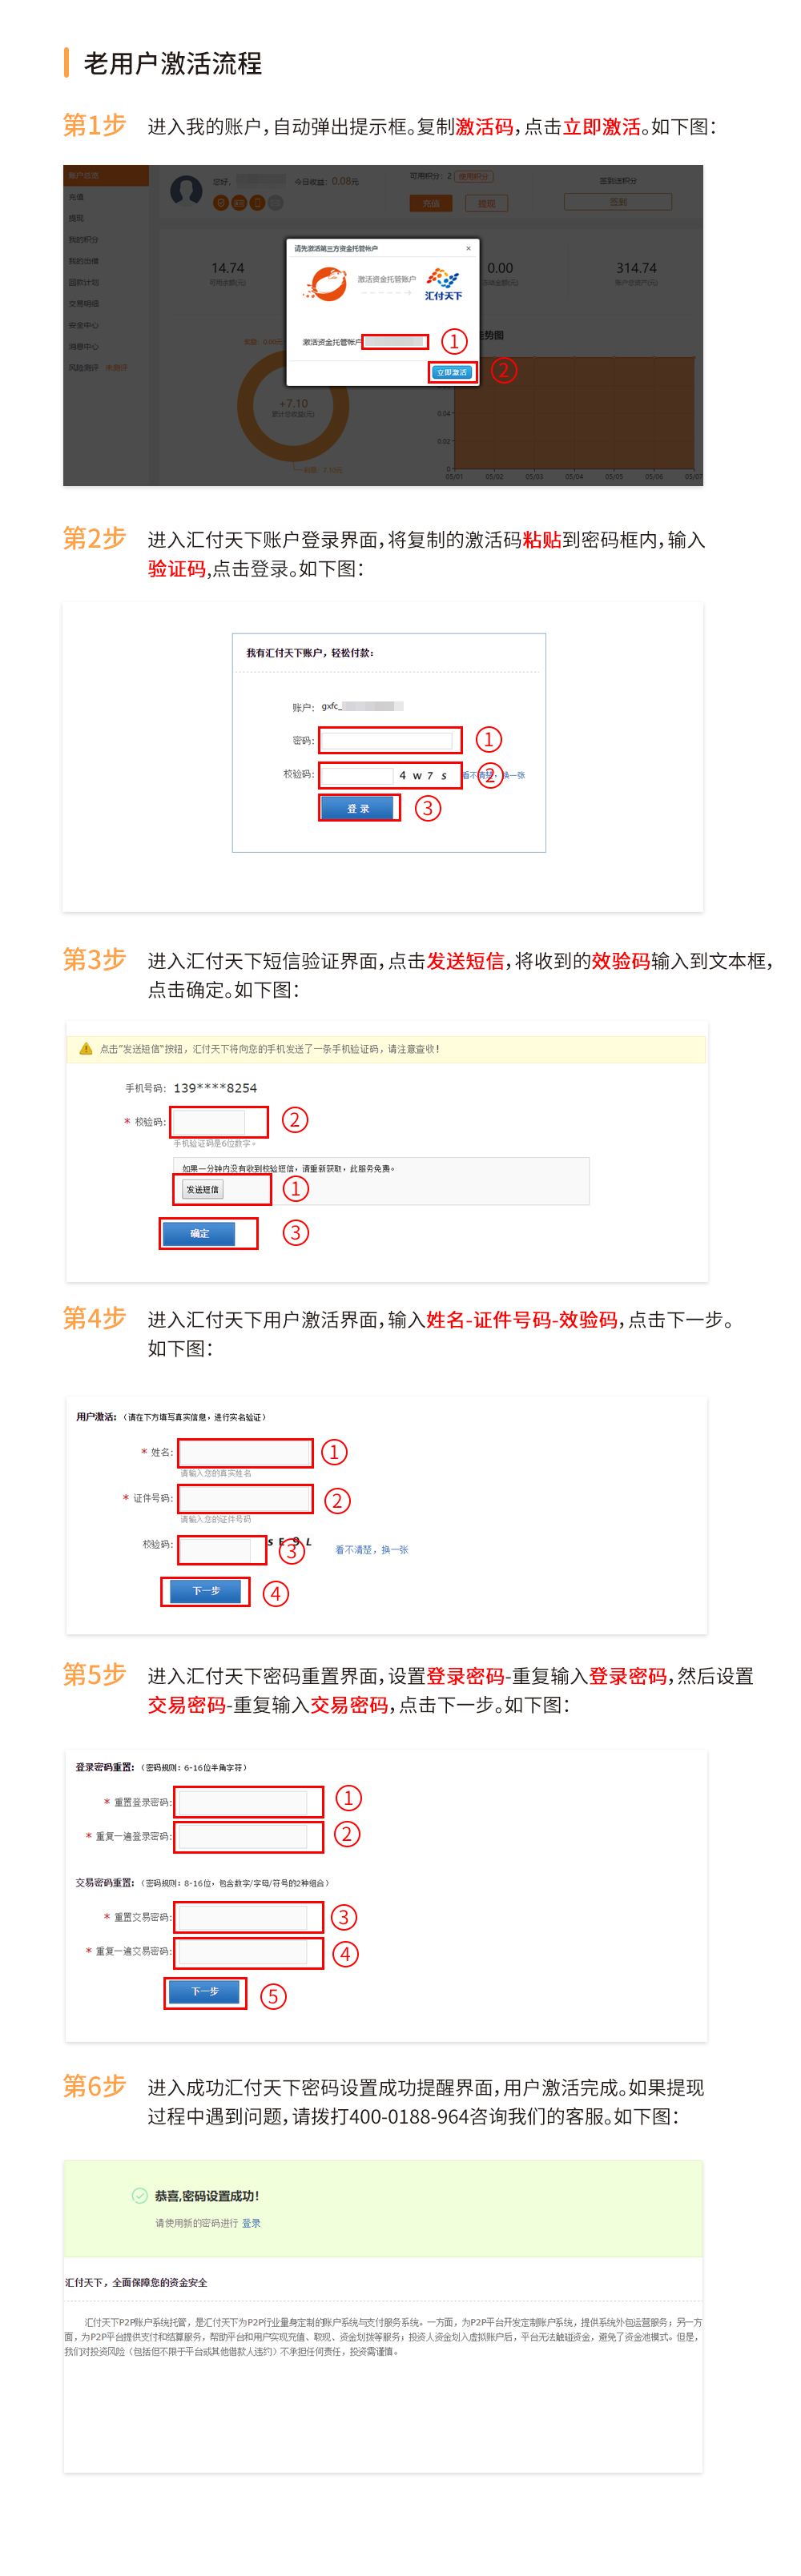 老用户激活流程
第1步
进入我的账户，自动弹出提示框。复制激活码，点击立即激活。如下图：
账户总览
充值
提现
我的积分
我的出借
回款计划
交易明细
安全中心
消息中心
风险测评 未测评
您好，
今日收益：0.08元
可用积分：2 使用积分
充值
提现
签到送积分
签到
14.74
可用余额(元)
0.00
314.74
账户总资产(元)
请先激活第三方资金托管帐户
×
激活资金托管账户
汇付天下
激活资金托管帐户
①
立即激活
②
势图
+7.10
累计总收益(元)
0.04
0.02
0
05/01
05/02
05/03
05/04
05/05
05/06
05/07
第2步
进入汇付天下账户登录界面，将复制的激活码粘贴到密码框内，输入
验证码,点击登录。如下图：
我有汇付天下账户，轻松付款：
账户：
gxfc_
密码：
①
校验码：
4 w 7 s
看不清楚，换一张
②
登 录
③
第3步
进入汇付天下短信验证界面，点击发送短信，将收到的效验码输入到文本框，
点击确定。如下图：
点击“发送短信”按钮，汇付天下将向您的手机发送了一条手机验证码，请注意查收！
手机号码：
139****8254
* 校验码：
②
手机验证码是6位数字。
如果一分钟内没有收到校验短信，请重新获取，此服务免费。
发送短信
①
确定
③
第4步
进入汇付天下用户激活界面，输入姓名-证件号码-效验码，点击下一步。
如下图：
用户激活：（请在下方填写真实信息，进行实名验证）
* 姓名：
①
请输入您的真实姓名
* 证件号码：
②
请输入您的证件号码
校验码：
s E 9 L
③
看不清楚，换一张
下一步
④
第5步
进入汇付天下密码重置界面，设置登录密码-重复输入登录密码，然后设置
交易密码-重复输入交易密码，点击下一步。如下图：
登录密码重置：（密码规则：6-16位半角字符）
* 重置登录密码：
①
* 重复一遍登录密码：
②
交易密码重置：（密码规则：8-16位，包含数字/字母/符号的2种组合）
* 重置交易密码：
③
* 重复一遍交易密码：
④
下一步
⑤
第6步
进入成功汇付天下密码设置成功提醒界面，用户激活完成。如果提现
过程中遇到问题，请拨打400-0188-964咨询我们的客服。如下图：
恭喜,密码设置成功！
请使用新的密码进行 登录
汇付天下，全面保障您的资金安全
汇付天下P2P账户系统托管，是汇付天下为P2P行业量身定制的账户系统与支付服务系统。一方面，为P2P平台开发定制账户系统，提供系统外包运营服务；另一方
面，为P2P平台提供支付和结算服务，帮助平台和用户实现充值、取现、资金划拨等服务；投资人资金划入虚拟账户后，平台无法触碰资金，避免了资金池模式。但是，
我们对投资风险（包括但不限于平台或其他借款人违约）不承担任何责任，投资需谨慎。